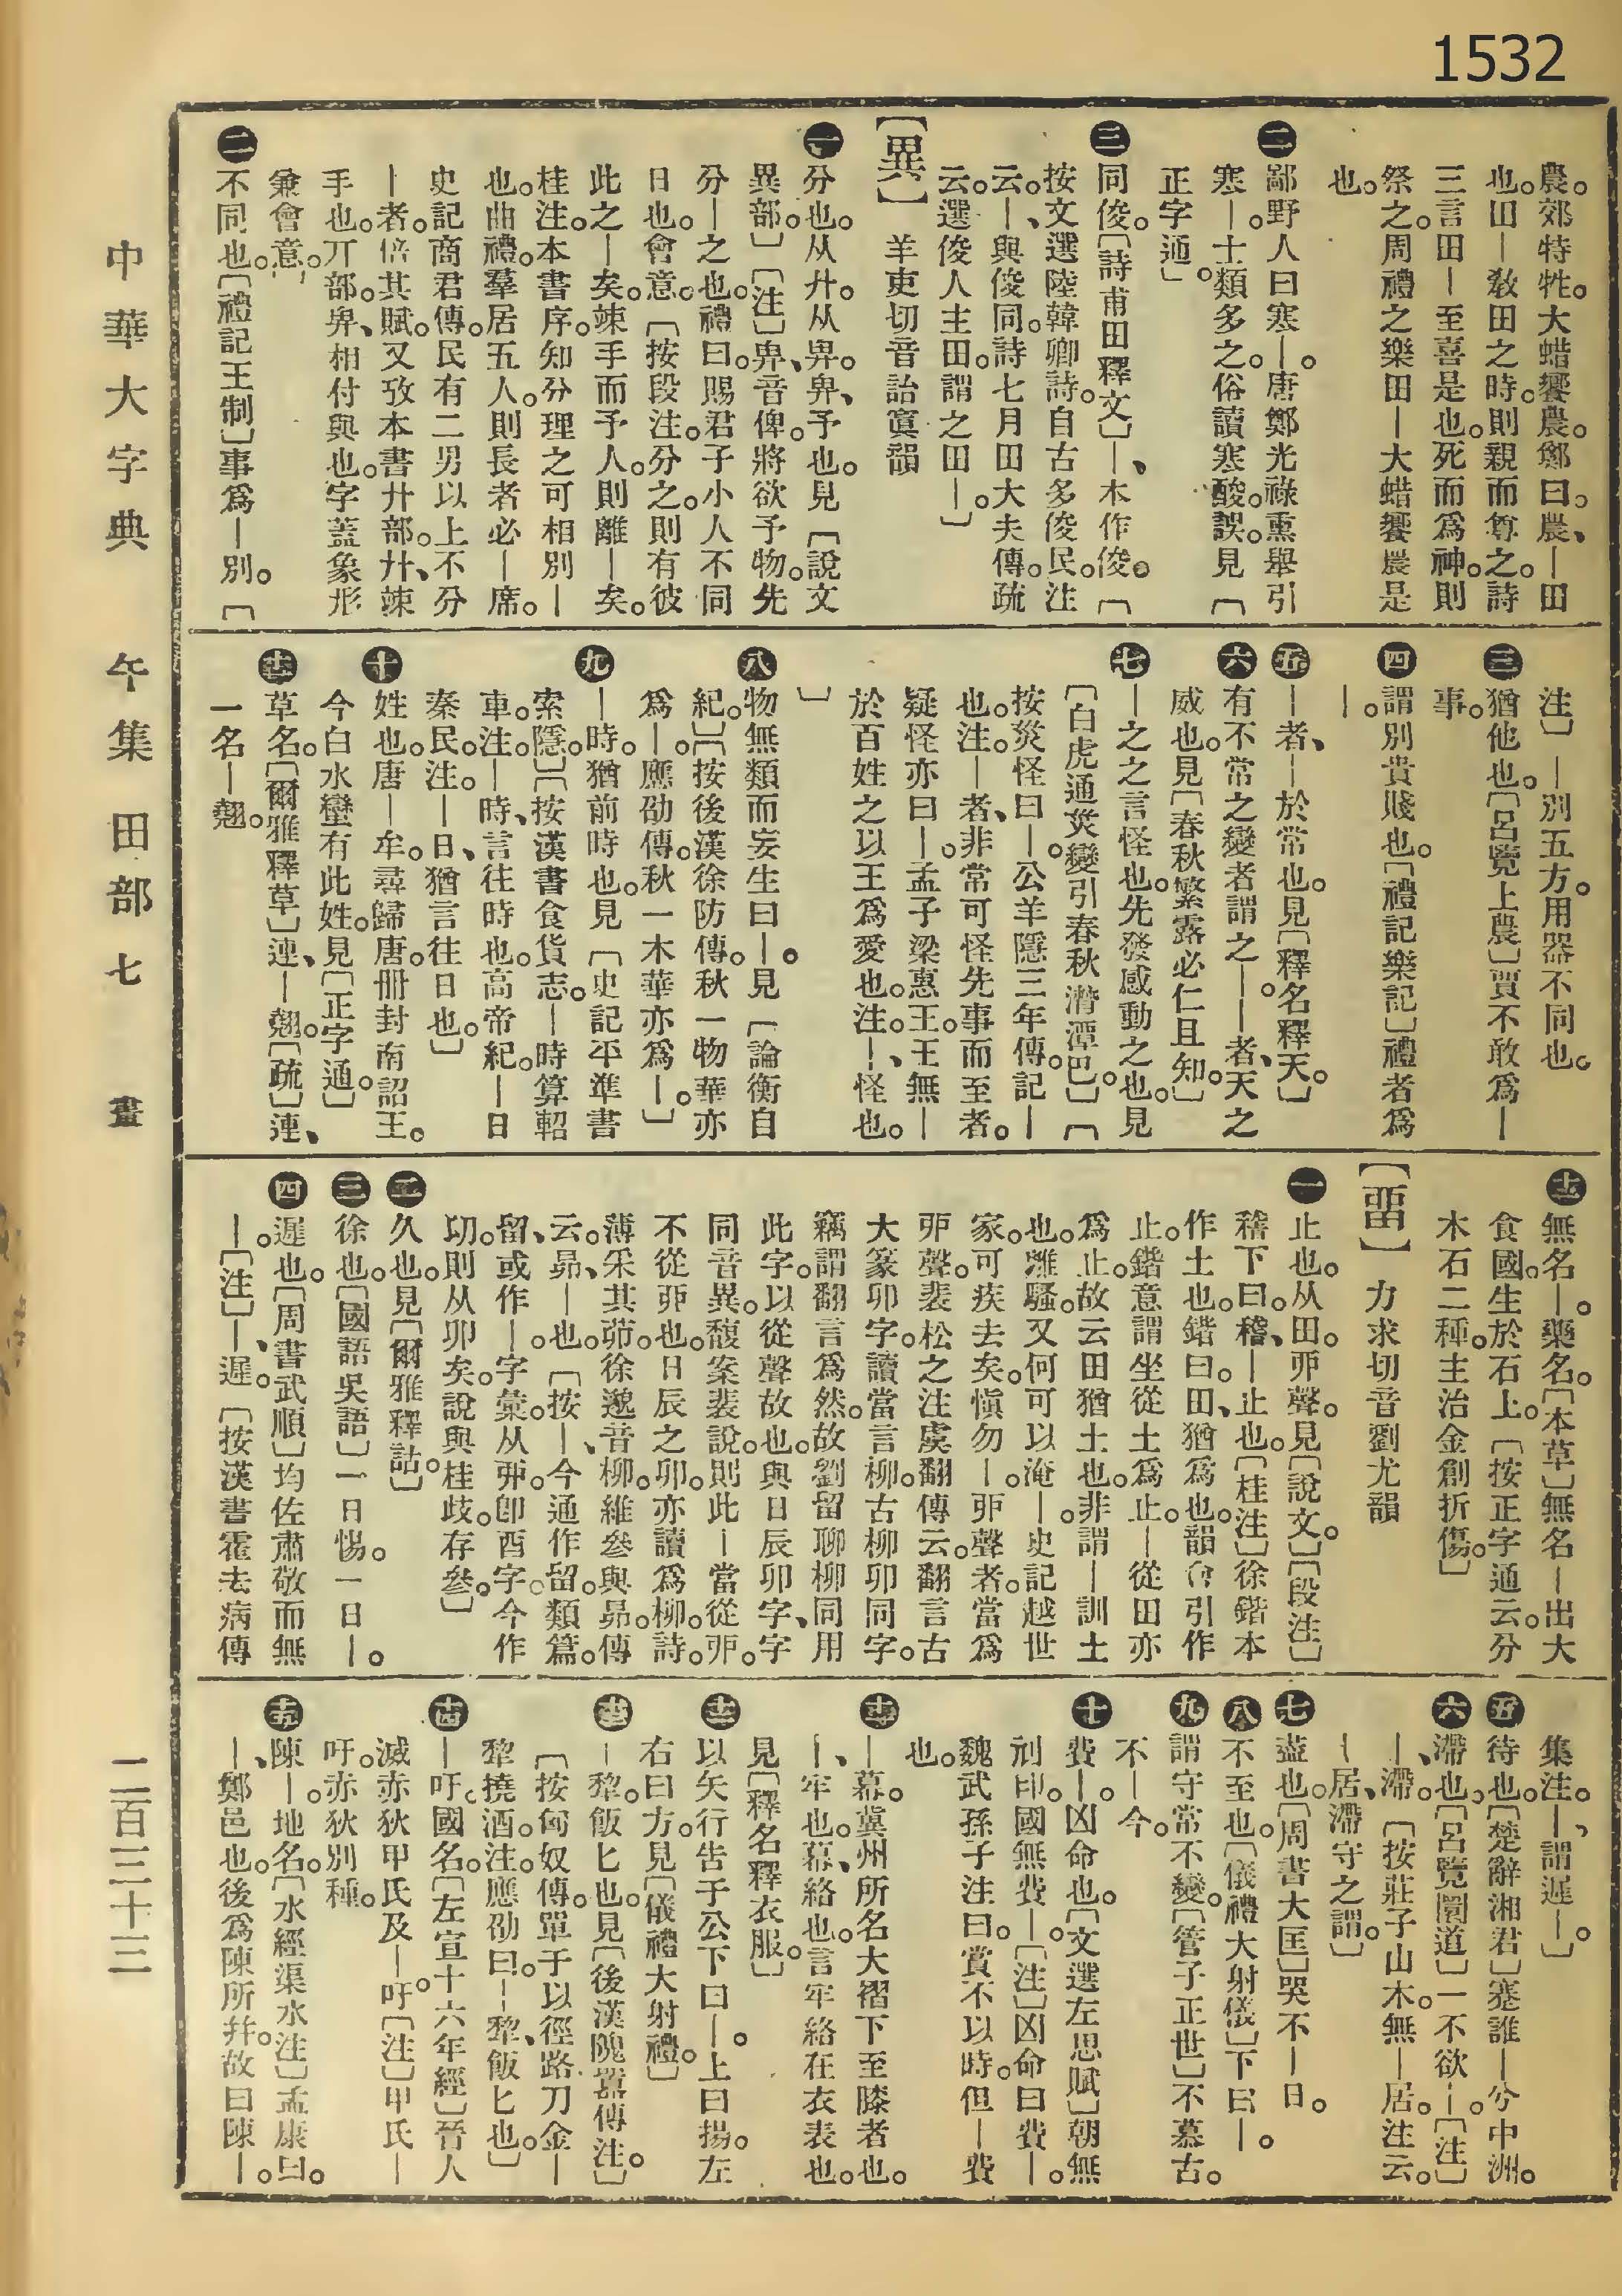 1532
農。郊特牲。大蜡饗農。鄭曰。農、｜田
也。田｜敎田之時。則親而尊之。詩
三言田｜至喜是也。死而爲神。則
祭之。周禮之樂田｜大蜡饗農是
也。
㊁鄙野人曰寒｜。唐鄭光祿熏舉引
寒｜士類多之。俗讀寒酸。誤。見〔
正字通〕。
㊂同俊。〔詩甫田釋文〕｜、本作俊。〔
按文選陸韓卿詩。自古多俊民。注
云。｜、與俊同。詩七月田大夫傳。疏
云。選俊人主田。謂之田｜。〕
〔異〕羊吏切音詒寘韻
㊀分也。从廾。从畀。畀、予也。見〔說文
異部。〕〔注〕畀、音俾。將欲予物。先
分｜之也。禮曰。賜君子小人不同
日也。會意。〔按段注。分之。則有彼
此之｜矣。竦手而予人。則離｜矣。
桂注。本書序。知分理之可相別｜
也。曲禮。羣居五人。則長者必｜席。
史記商君傳。民有二男以上不分
｜者。倍其賦。又攷本書廾部。廾、竦
手也。丌部。畀、相付與也。字蓋象形
兼會意。〕
㊁不同也。〔禮記王制〕事爲｜別。〔
注〕｜別五方。用器不同也。
㊂猶他也。〔呂覽上農〕賈不敢爲｜
事。
㊃謂別貴賤也。〔禮記樂記〕禮者爲
｜。
㊄｜者、｜於常也。見〔釋名釋天。〕
㊅有不常之變者謂之｜。｜者、天之
威也。見〔春秋繁露必仁且知。〕
㊆｜之之言怪也。先發感動之也。見
〔白虎通災變引春秋潛潭巴。〕〔
按災怪曰｜。公羊隱三年傳。記｜
也。注。｜者、非常可怪先事而至者。
疑怪亦曰｜。孟子梁惠王。王無｜
於百姓之以王爲愛也。注。｜、怪也。
〕
㊇物無類而妄生曰｜。見〔論衡自
紀。〕〔按後漢徐防傳。秋一物華亦
爲｜。應劭傳。秋一木華亦爲｜。〕
㊈｜時。猶前時也。見〔史記平準書
索隱。〕〔按漢書食貨志。｜時算軺
車。注。｜時、言往時也。高帝紀。｜日
秦民。注。｜日、猶言往日也。〕
㊉姓也。唐｜牟。尋歸唐。冊封南詔王。
今白水蠻有此姓。見〔正字通。〕
⑪草名。〔爾雅釋草〕連、｜翹。〔疏〕連、
一名｜翹。
⑫無名｜。藥名。〔本草〕無名｜出大
食國。生於石上。〔按正字通云。分
木石二種。主治金創折傷。〕
〔畱〕力求切音劉尤韻
㊀止也。从田。丣聲。見〔說文。〕〔段注〕
稽下曰。稽、｜止也。〔桂注〕徐鍇本
作土也。鍇曰。田、猶爲也。韻會引作
止。鍇意謂坐從土爲止。｜從田亦
爲止。故云田猶土也。非謂｜訓土
也。離騷。又何可以淹｜。史記越世
家。可疾去矣。愼勿｜。丣聲者。當爲
丣聲。裴松之注虞翻傳云。翻言古
大篆卯字。讀當言柳。古柳卯同字。
竊謂翻言爲然。故劉留聊柳同用
此字。以從聲故也。與日辰卯字、字
同音異。馥案裴說。則此｜當從丣。
不從丣也。日辰之卯。亦讀爲柳。詩。
薄采其茆。徐邈音柳。維參與昴。傳
云。昴、｜也。〔按｜、今通作留。類篇。
留、或作｜。字彙。从丣。卽酉字。今作
切。則从卯矣。說與桂歧。存參。〕
㊁久也。見〔爾雅釋詁〕
㊂徐也。〔國語吳語〕一日惕。一日｜。
㊃遲也。〔周書武順〕均佐肅敬而無
｜。〔注〕｜、遲。〔按漢書霍去病傳
集注。｜、謂遲｜。〕
㊄待也。〔楚辭湘君〕蹇誰｜兮中洲。
㊅滯也。〔呂覽圜道〕一不欲｜。〔注〕
｜、滯。〔按莊子山木。無｜居。注云。
｜居、滯守之謂。〕
㊆盡也。〔周書大匡〕哭不｜日。
㊇不至也。〔儀禮大射儀〕下曰｜。
㊈謂守常不變。〔管子正世〕不慕古。
不｜今。
㊉費｜。凶命也。〔文選左思賦〕朝無
刓印。國無費｜。〔注〕凶命曰費｜。
魏武孫子注曰。賞不以時。但｜費
也。
⑪｜幕。冀州所名大褶下至膝者也。
｜、牢也。幕、絡也。言牢絡在衣表也。
見〔釋名釋衣服。〕
⑫以矢行告于公下曰｜。上曰揚。左
右曰方。見〔儀禮大射禮。〕
⑬｜犂。飯匕也。見〔後漢隗囂傳注。〕
〔按匈奴傳。單于以徑路刀金｜
犂撓酒。注。應劭曰。｜犂、飯匕也。〕
⑭｜吁。國名。〔左宣十六年經〕晉人
滅赤狄甲氏及｜吁。〔注〕甲氏｜
吁。赤狄別種。
⑮陳｜。地名。〔水經渠水注〕孟康曰。
｜、鄭邑也。後爲陳所幷。故曰陳｜。
中華大字典　午集　田部　七畫　二百三十三